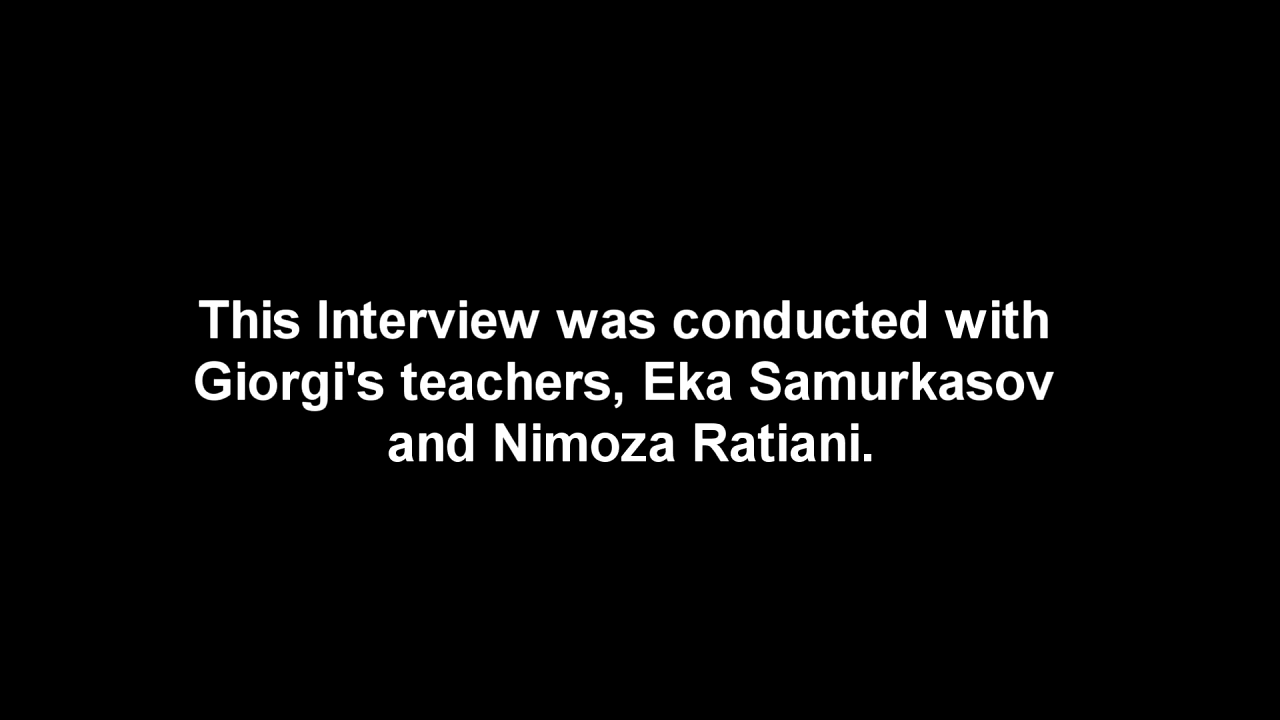 This Interview was conducted with
Giorgi's teachers, Eka Samurkasov
and Nimoza Ratiani.